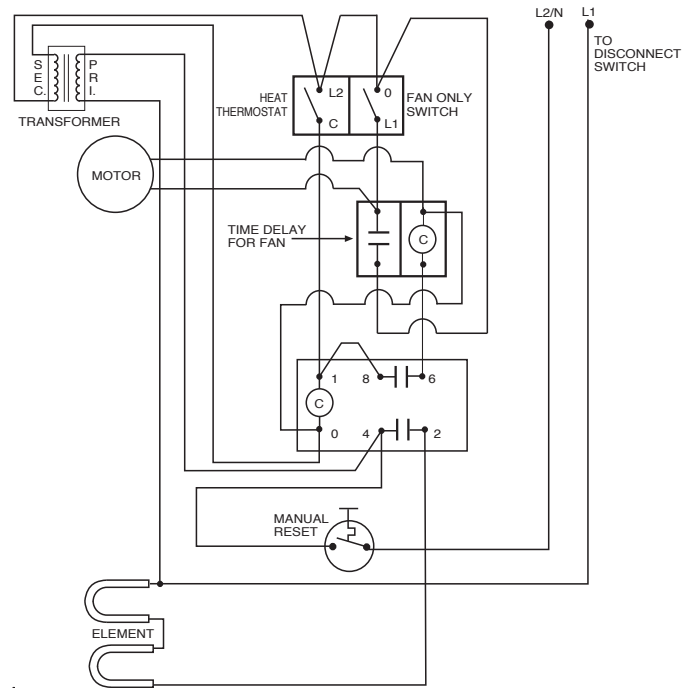 L2/N L1
TO
DISCONNECT
SWITCH
S P
E R
C. I.
TRANSFORMER
HEAT
THERMOSTAT
L2 0
C L1
FAN ONLY
SWITCH
MOTOR
TIME DELAY
FOR FAN
C
1 8 6
C
0 4 2
MANUAL
RESET
ELEMENT